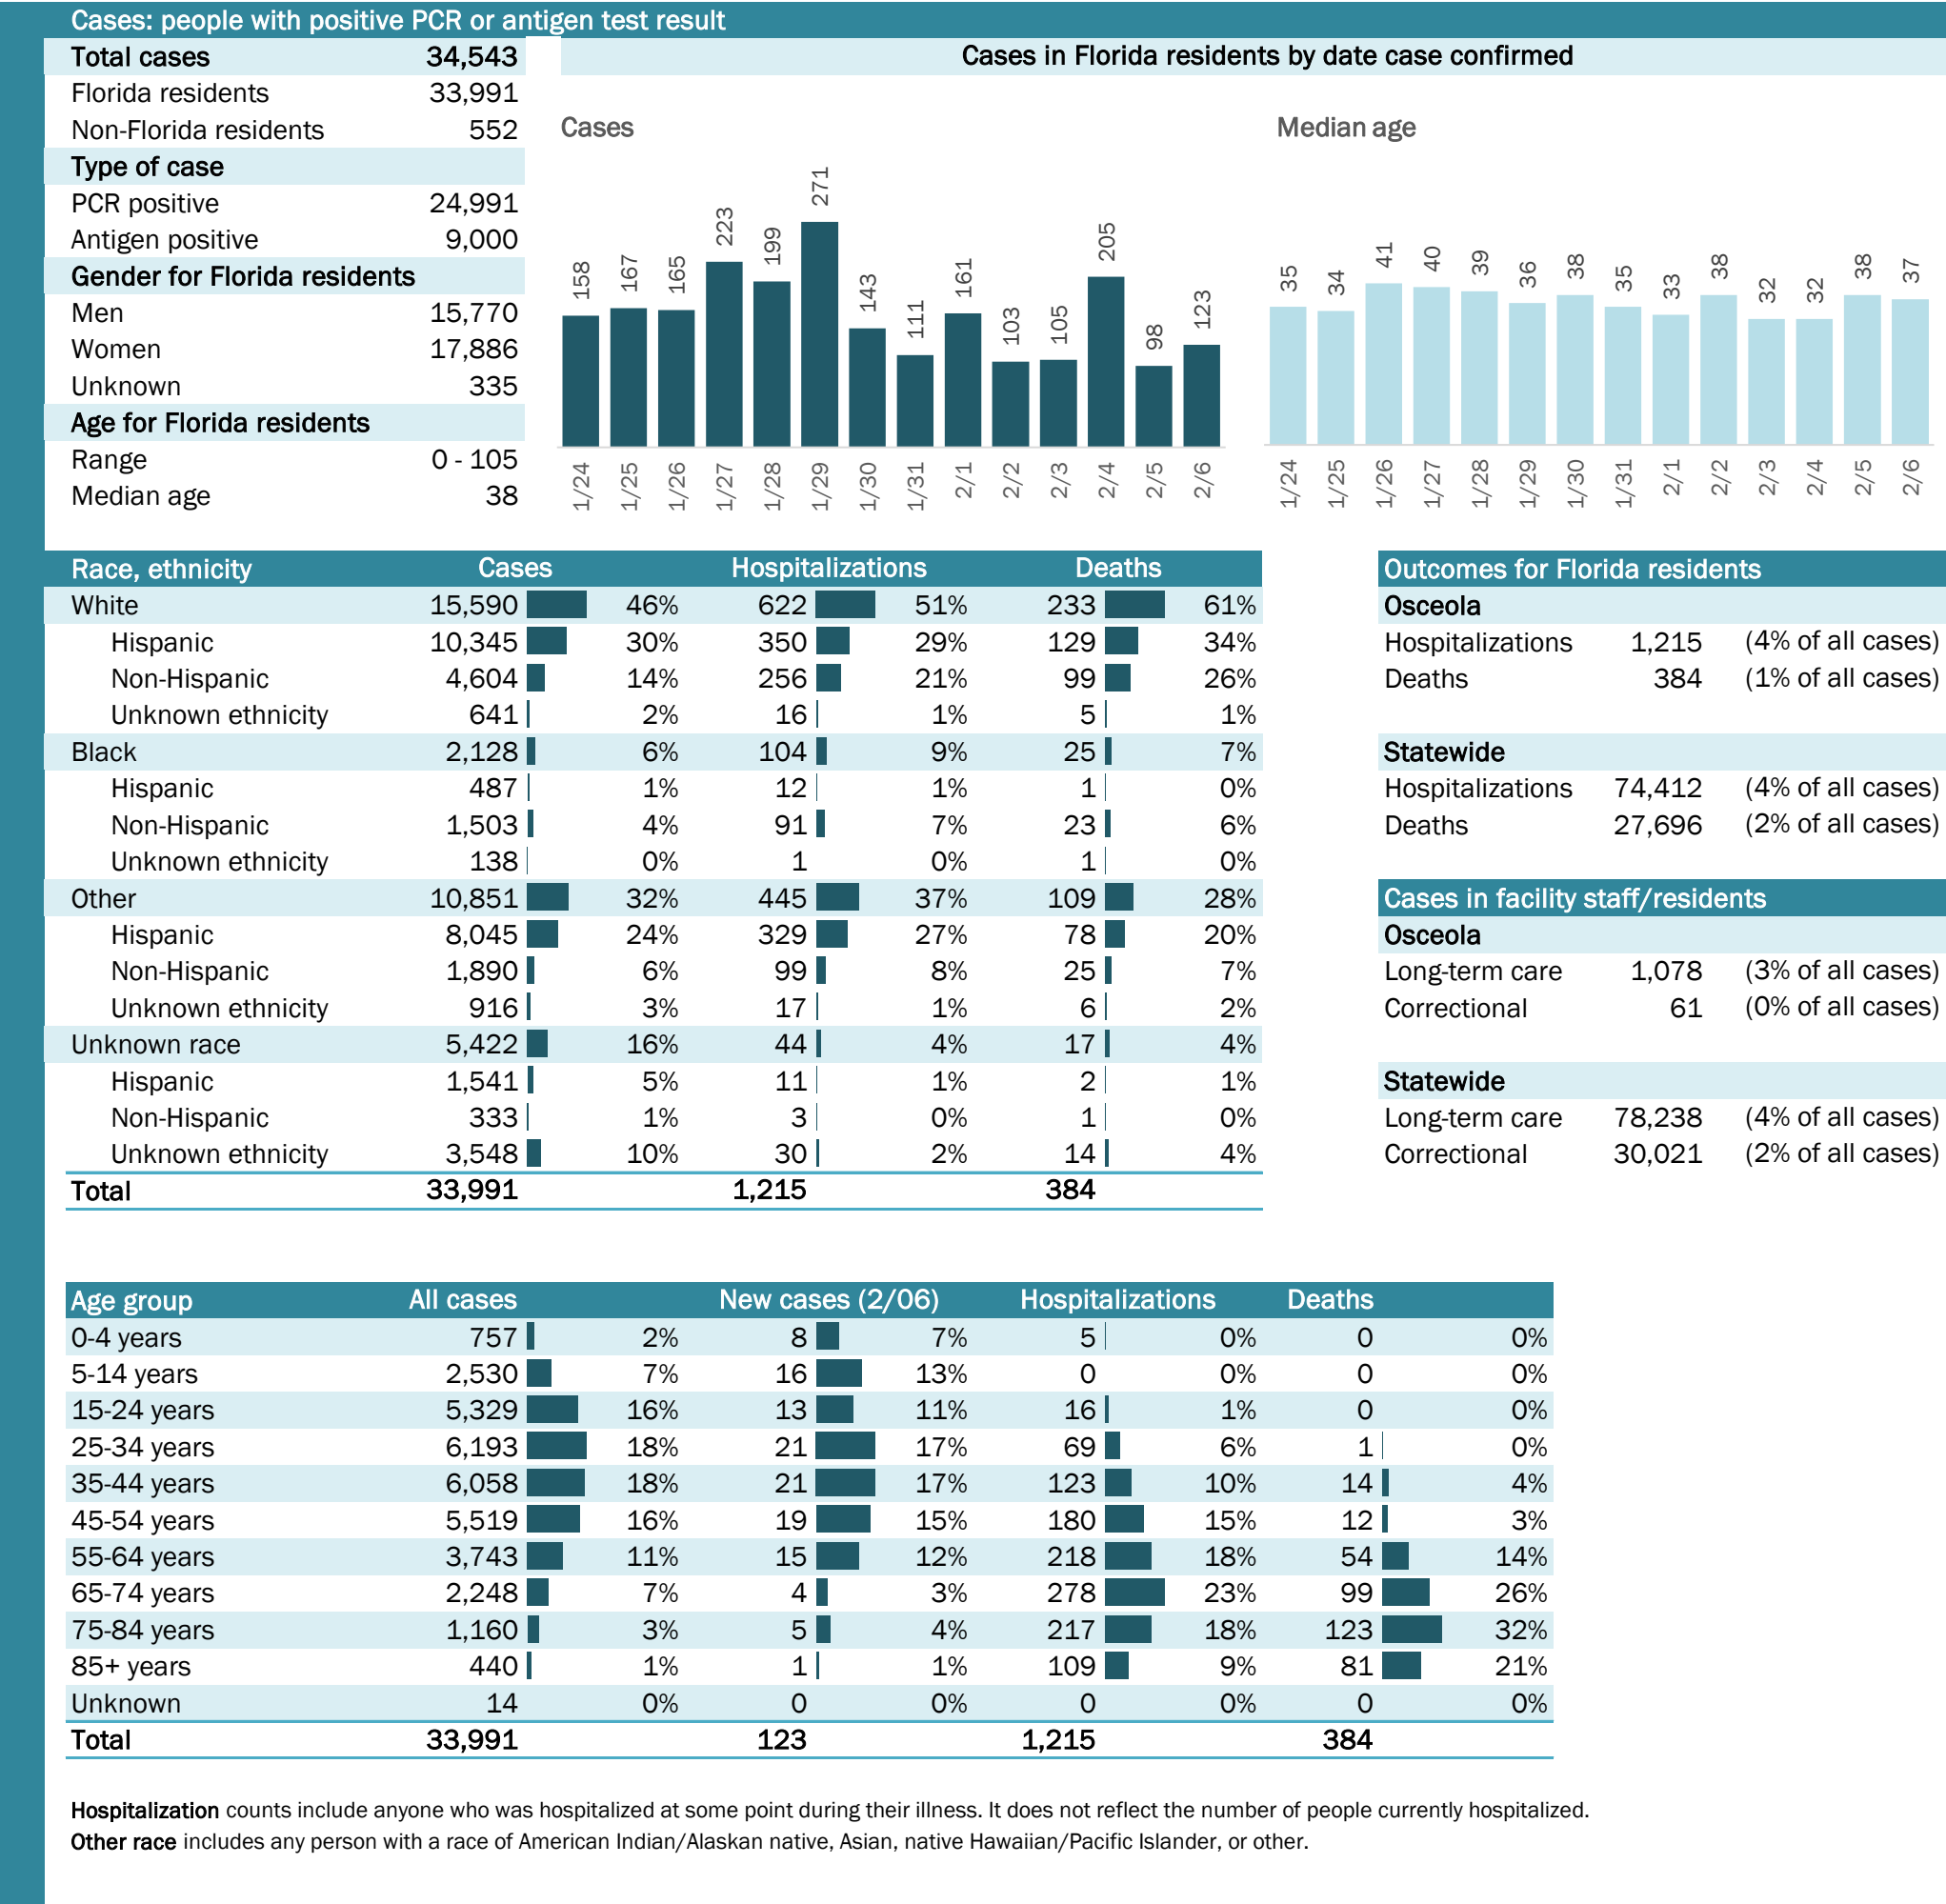 Cases: people with positive PCR or antigen test result
Total cases 34,543
Florida residents 33,991
Non-Florida residents 552
Type of case
PCR positive 24,991
Antigen positive 9,000
Gender for Florida residents
Men 15,770
Women 17,886
Unknown 335
Age for Florida residents
Range 0 - 105
Median age 38
Cases in Florida residents by date case confirmed
Cases
158 167 165 223 199 271 143 111 161 103 105 205 98 123
1/24 1/25 1/26 1/27 1/28 1/29 1/30 1/31 2/1 2/2 2/3 2/4 2/5 2/6
Median age
35 34 41 40 39 36 38 35 33 38 32 32 38 37
1/24 1/25 1/26 1/27 1/28 1/29 1/30 1/31 2/1 2/2 2/3 2/4 2/5 2/6
Race, ethnicity Cases Hospitalizations Deaths
White 15,590 46% 622 51% 233 61%
Hispanic 10,345 30% 350 29% 129 34%
Non-Hispanic 4,604 14% 256 21% 99 26%
Unknown ethnicity 641 2% 16 1% 5 1%
Black 2,128 6% 104 9% 25 7%
Hispanic 487 1% 12 1% 1 0%
Non-Hispanic 1,503 4% 91 7% 23 6%
Unknown ethnicity 138 0% 1 0% 1 0%
Other 10,851 32% 445 37% 109 28%
Hispanic 8,045 24% 329 27% 78 20%
Non-Hispanic 1,890 6% 99 8% 25 7%
Unknown ethnicity 916 3% 17 1% 6 2%
Unknown race 5,422 16% 44 4% 17 4%
Hispanic 1,541 5% 11 1% 2 1%
Non-Hispanic 333 1% 3 0% 1 0%
Unknown ethnicity 3,548 10% 30 2% 14 4%
Total 33,991 1,215 384
Outcomes for Florida residents
Osceola
Hospitalizations 1,215 (4% of all cases)
Deaths 384 (1% of all cases)
Statewide
Hospitalizations 74,412 (4% of all cases)
Deaths 27,696 (2% of all cases)
Cases in facility staff/residents
Osceola
Long-term care 1,078 (3% of all cases)
Correctional 61 (0% of all cases)
Statewide
Long-term care 78,238 (4% of all cases)
Correctional 30,021 (2% of all cases)
Age group All cases New cases (2/06) Hospitalizations Deaths
0-4 years 757 2% 8 7% 5 0% 0 0%
5-14 years 2,530 7% 16 13% 0 0% 0 0%
15-24 years 5,329 16% 13 11% 16 1% 0 0%
25-34 years 6,193 18% 21 17% 69 6% 1 0%
35-44 years 6,058 18% 21 17% 123 10% 14 4%
45-54 years 5,519 16% 19 15% 180 15% 12 3%
55-64 years 3,743 11% 15 12% 218 18% 54 14%
65-74 years 2,248 7% 4 3% 278 23% 99 26%
75-84 years 1,160 3% 5 4% 217 18% 123 32%
85+ years 440 1% 1 1% 109 9% 81 21%
Unknown 14 0% 0 0% 0 0% 0 0%
Total 33,991 123 1,215 384
Hospitalization counts include anyone who was hospitalized at some point during their illness. It does not reflect the number of people currently hospitalized.
Other race includes any person with a race of American Indian/Alaskan native, Asian, native Hawaiian/Pacific Islander, or other.